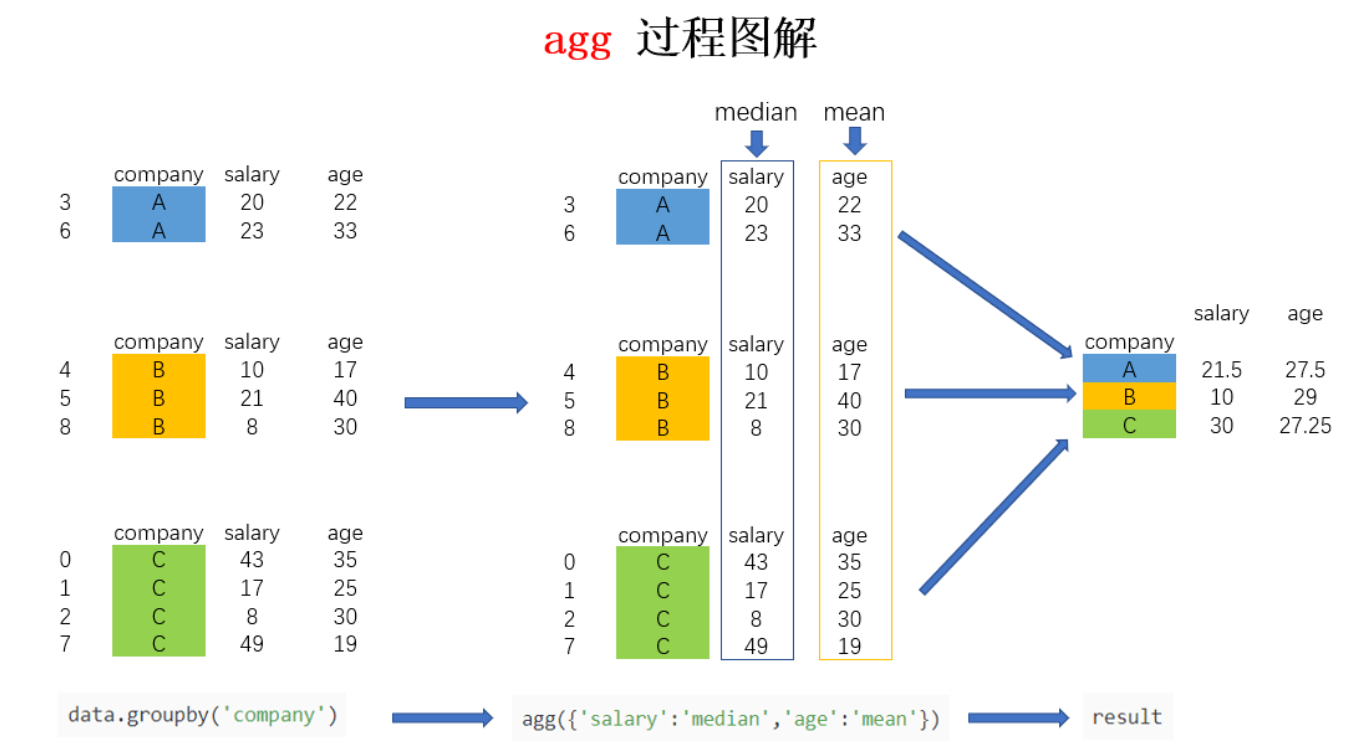 agg 过程图解
median mean
company salary age
3 A 20 22
6 A 23 33
company salary age
4 B 10 17
5 B 21 40
8 B 8 30
company salary age
0 C 43 35
1 C 17 25
2 C 8 30
7 C 49 19
company salary age
3 A 20 22
6 A 23 33
company salary age
4 B 10 17
5 B 21 40
8 B 8 30
company salary age
0 C 43 35
1 C 17 25
2 C 8 30
7 C 49 19
salary age
company
A 21.5 27.5
B 10 29
C 30 27.25
data.groupby('company')
agg({'salary':'median','age':'mean'})
result